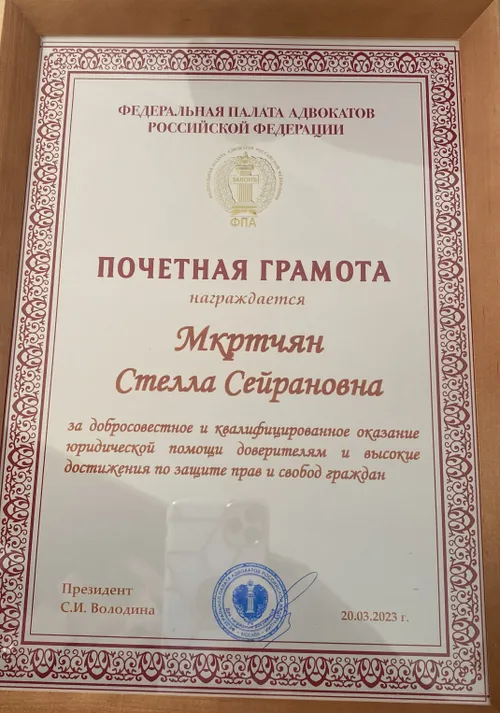 ФЕДЕРАЛЬНАЯ ПАЛАТА АДВОКАТОВ
РОССИЙСКОЙ ФЕДЕРАЦИИ
ЗАКОНЪ
ФПА
ПОЧЕТНАЯ ГРАМОТА
награждается
Мкртчян
Стелла Сейрановна
за добросовестное и квалифицированное оказание
юридической помощи доверителям и высокие
достижения по защите прав и свобод граждан
Президент
С.И. Володина
20.03.2023 г.